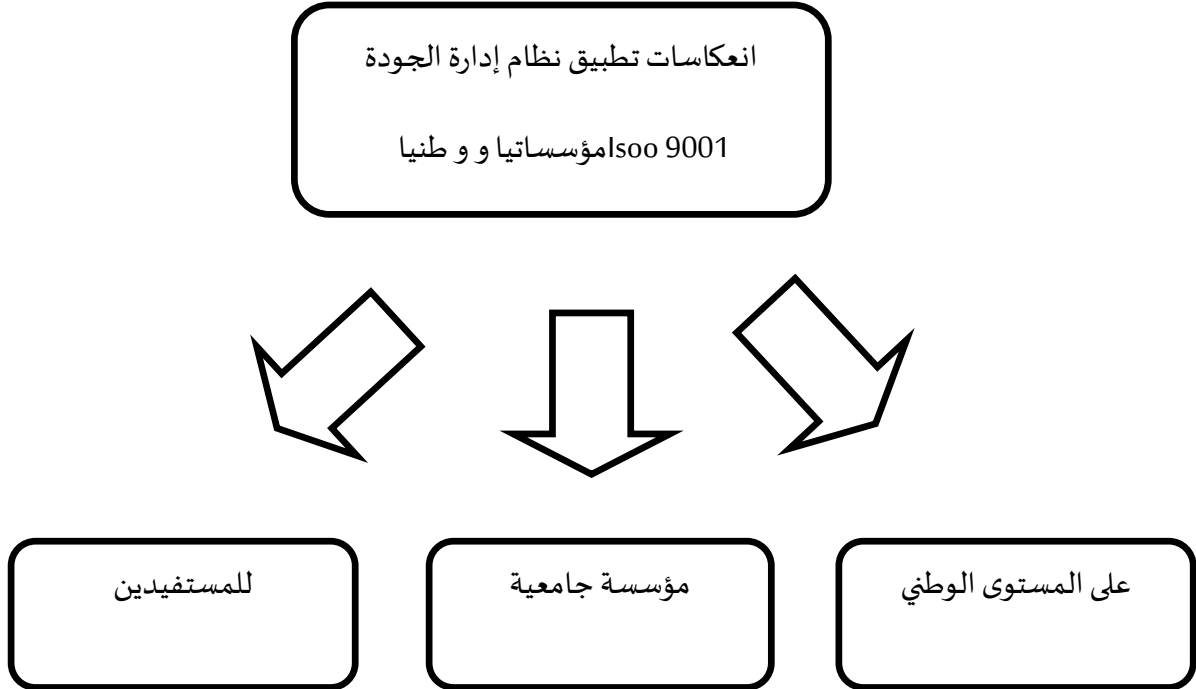 انعكاسات تطبيق نظام إدارة الجودة
Isoo 9001مؤسساتيا و و طنيا
على المستوى الوطني
مؤسسة جامعية
للمستفيدين